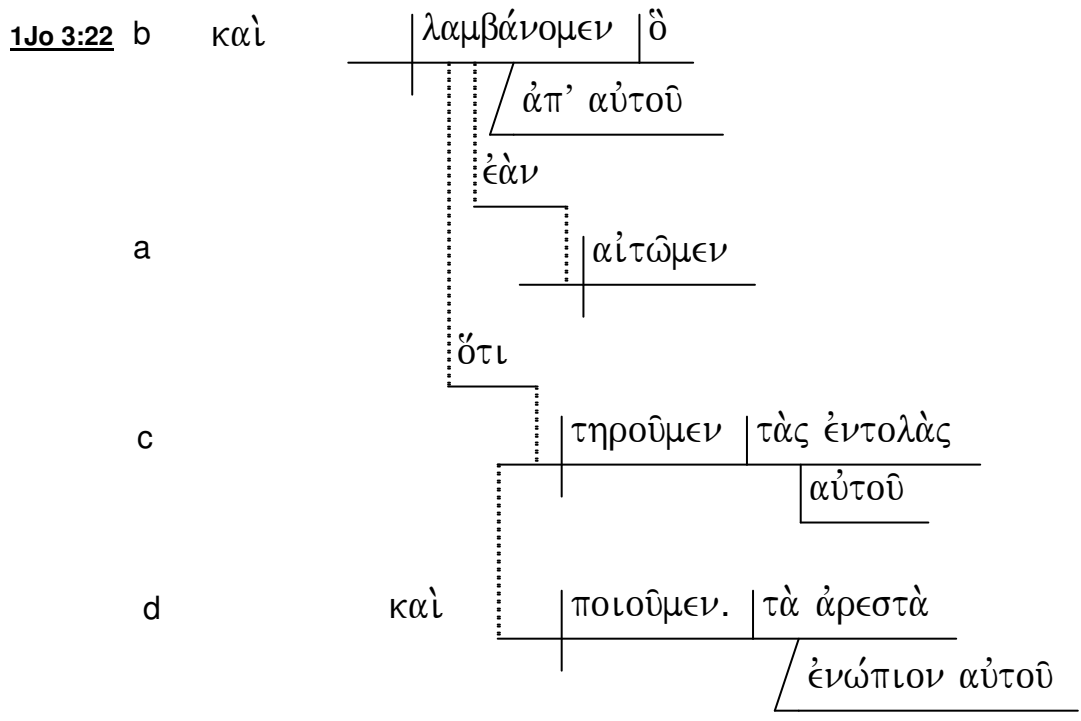 1Jo 3:22 b καὶ λαμβάνομεν ὃ
ἀπ’ αὐτοῦ
ἐὰν
a αἰτῶμεν
ὅτι
c τηροῦμεν τὰς ἐντολὰς
αὐτοῦ
d καὶ ποιοῦμεν. τὰ ἀρεστὰ
ἐνώπιον αὐτοῦ